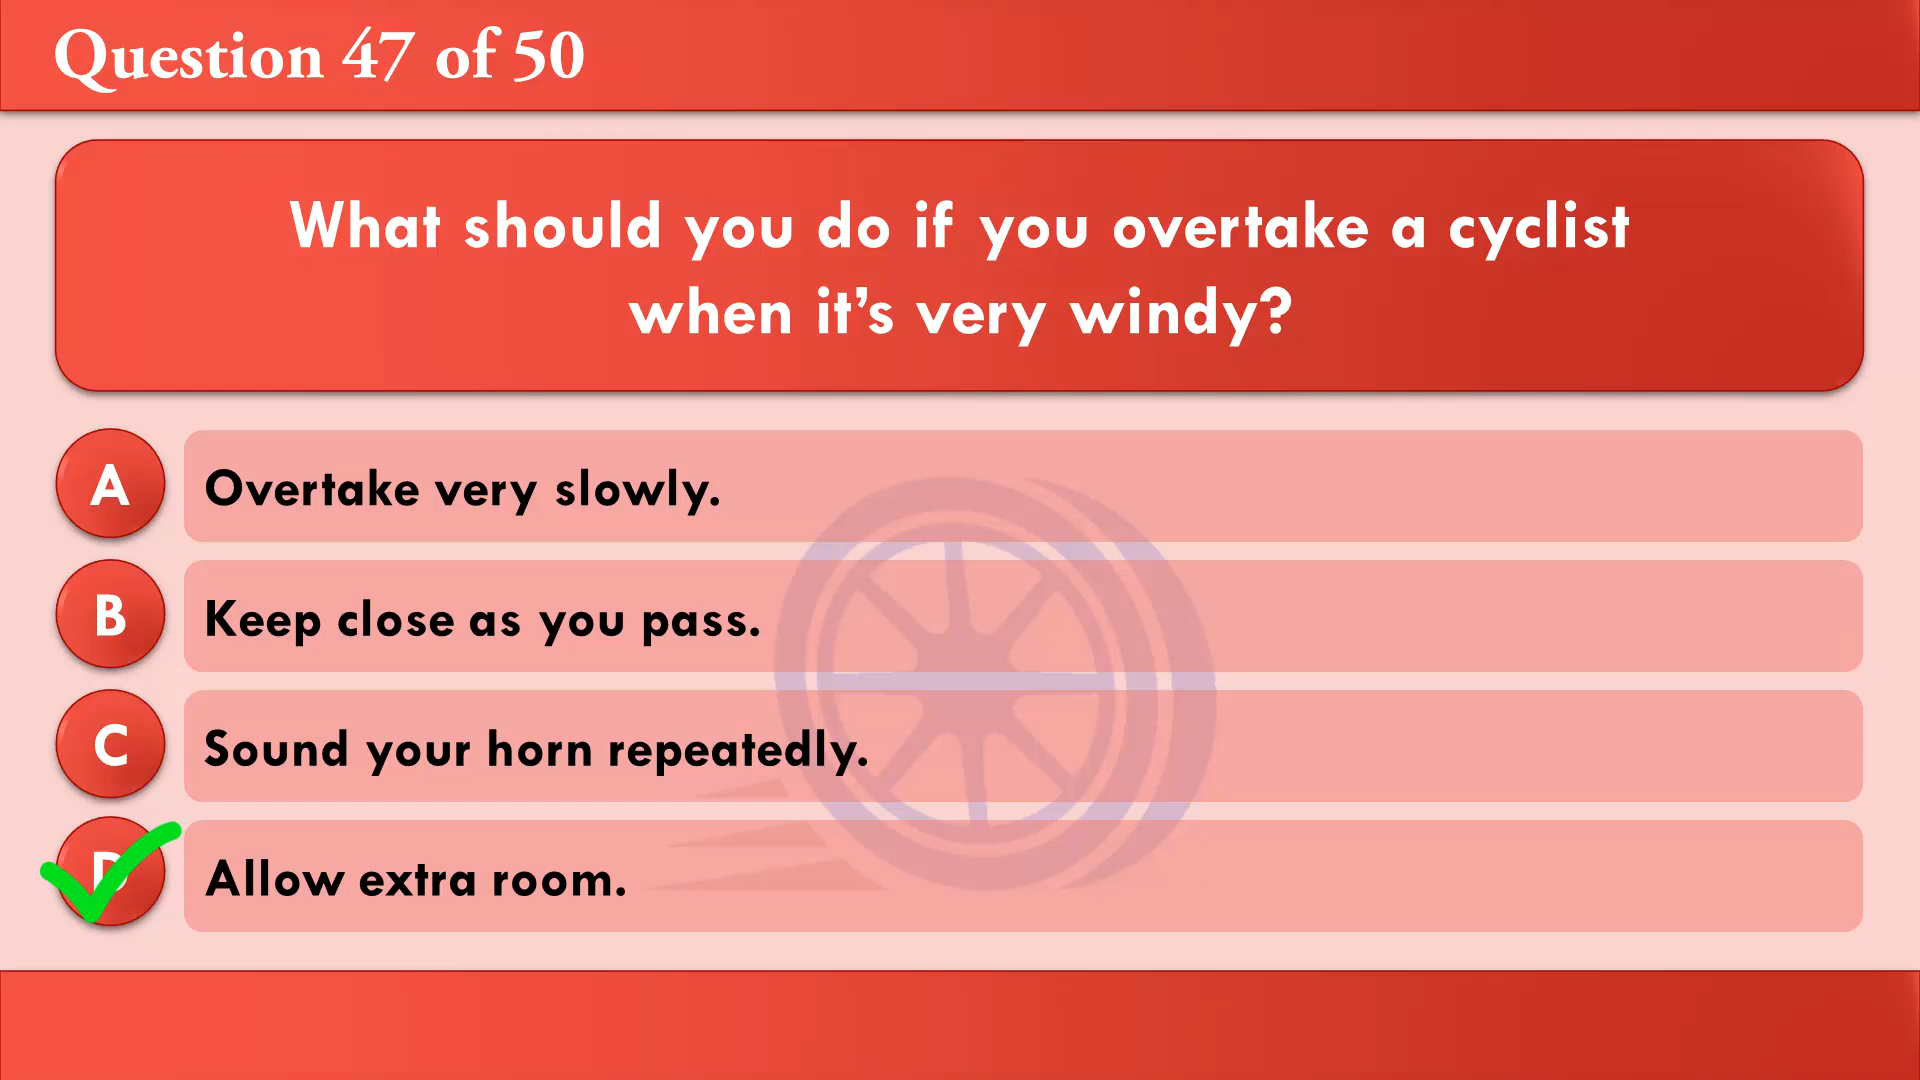 Question 47 of 50
What should you do if you overtake a cyclist
when it’s very windy?
A
Overtake very slowly.
B
Keep close as you pass.
C
Sound your horn repeatedly.
D
Allow extra room.